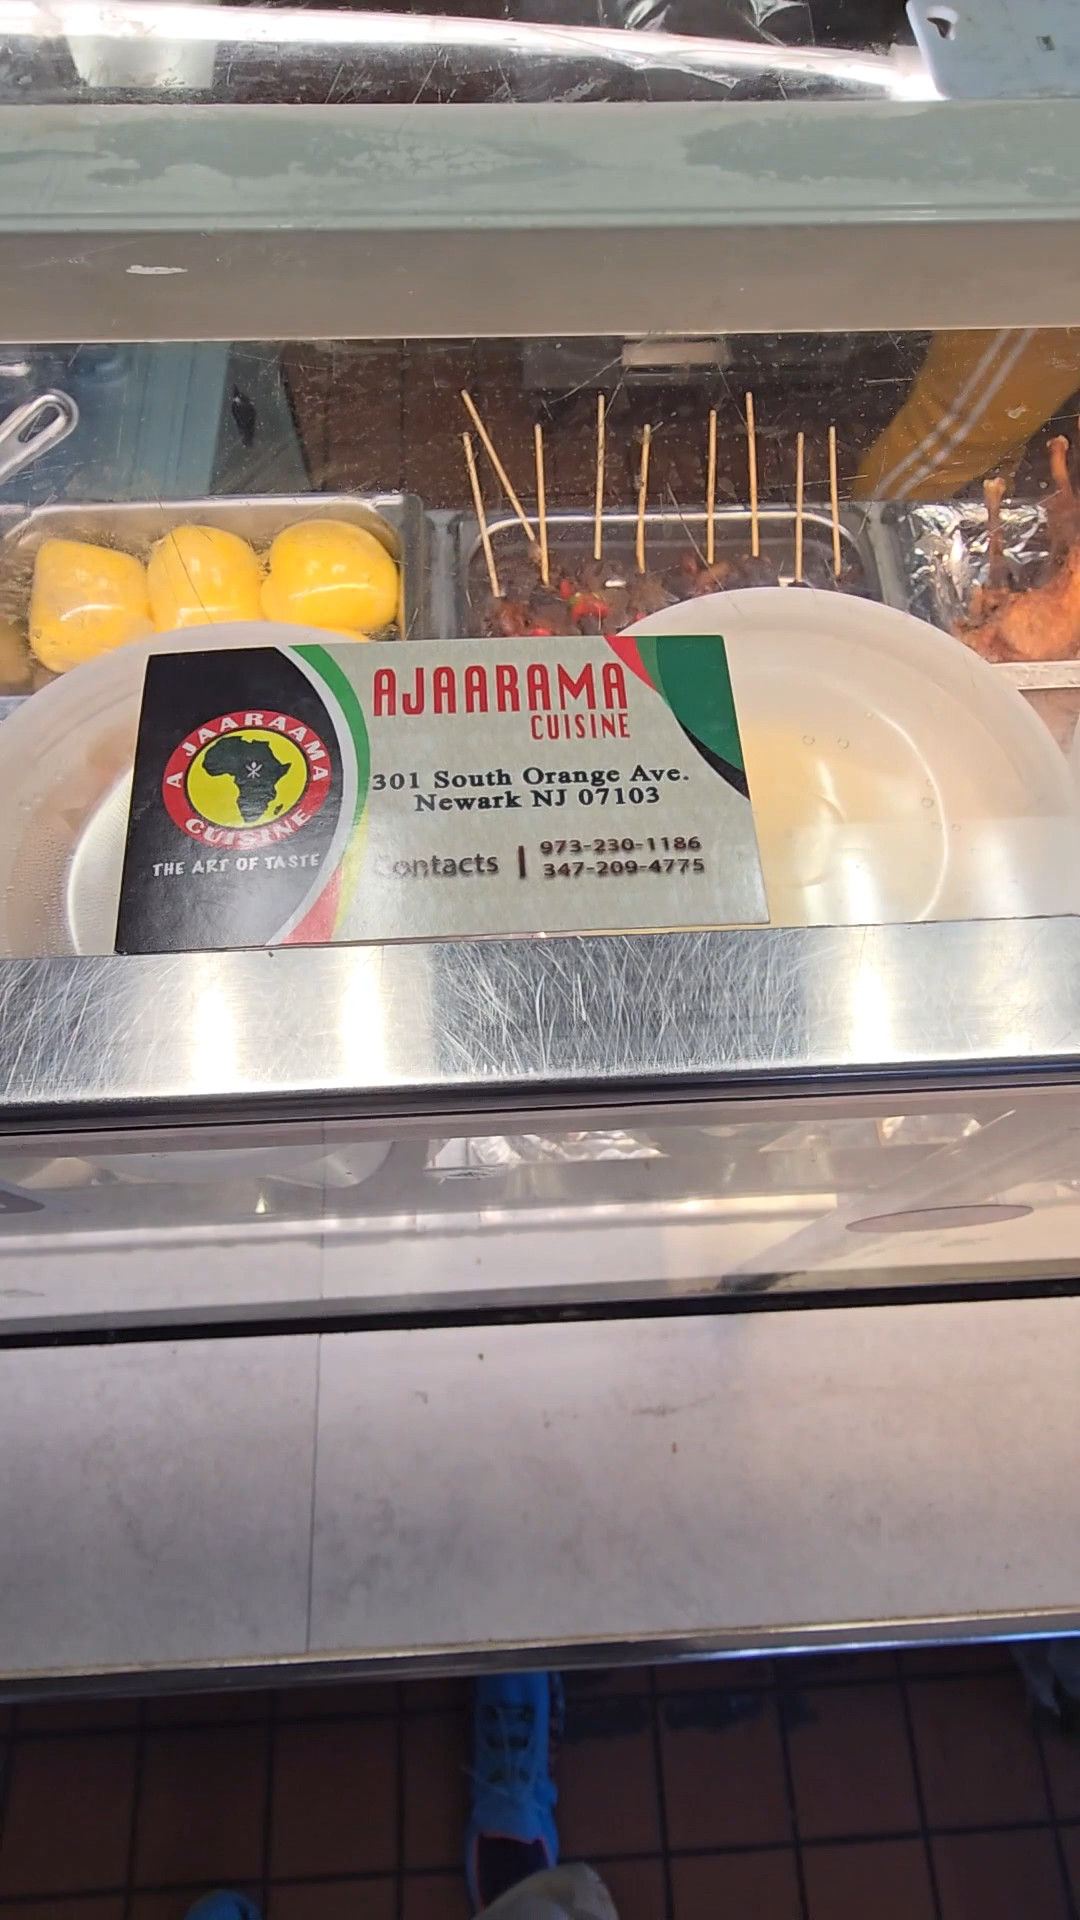 A JAARAAMA
CUISINE
THE ART OF TASTE
AJAARAMA
CUISINE
301 South Orange Ave.
Newark NJ 07103
Contacts
973-230-1186
347-209-4775